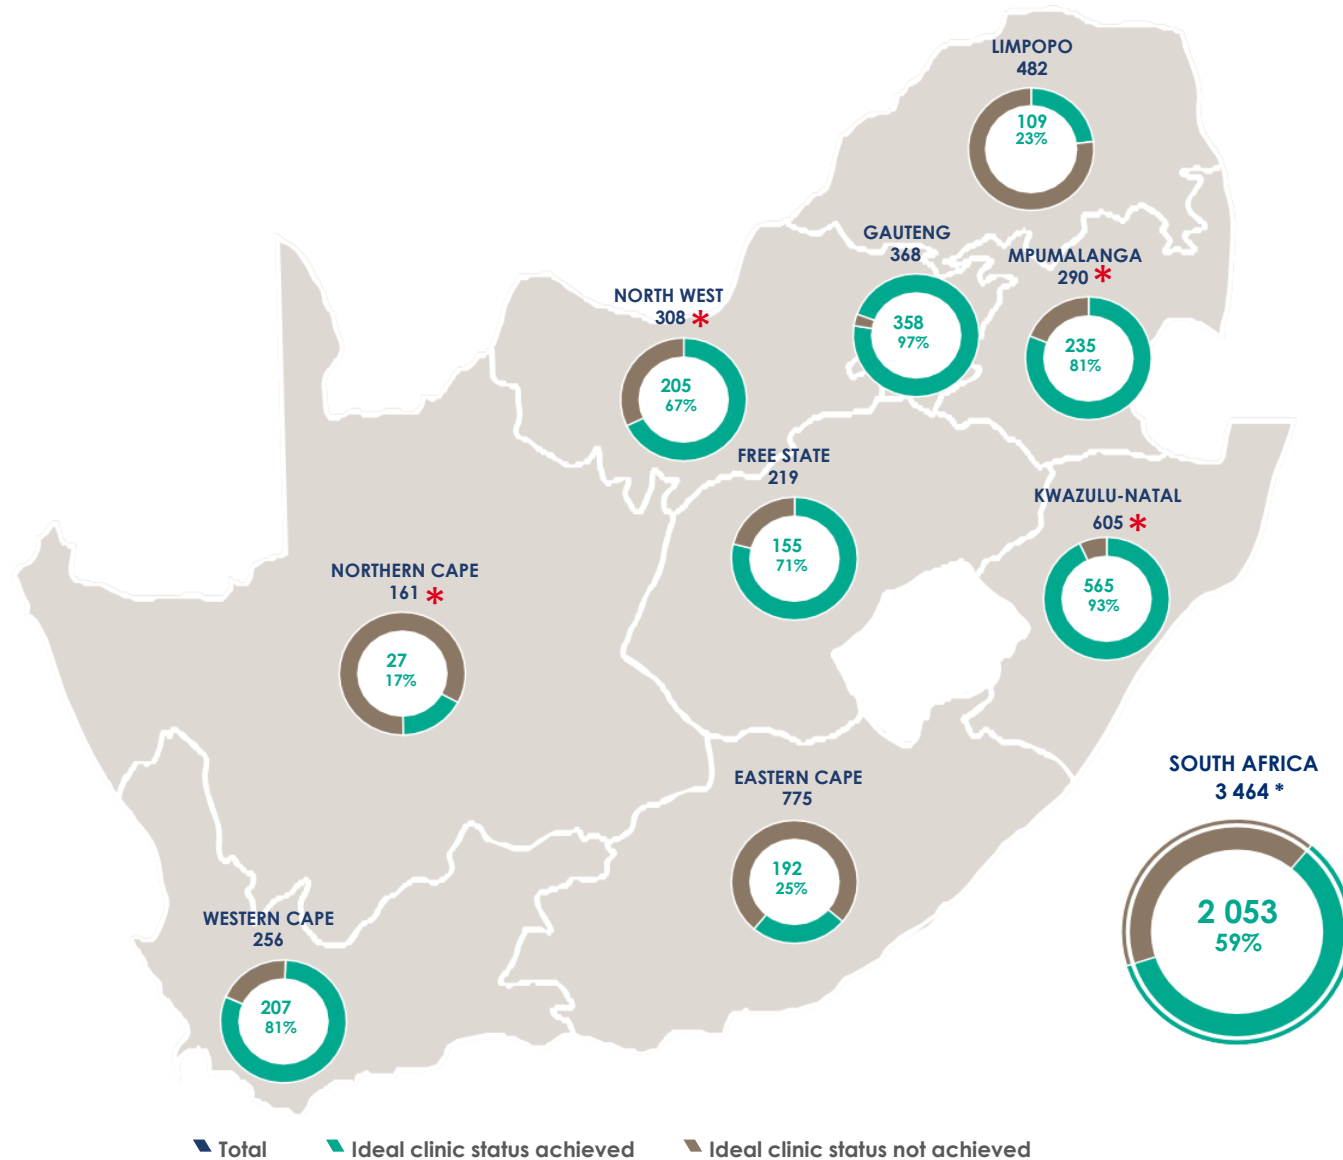 LIMPOPO
482
109
23%
GAUTENG
368
358
97%
MPUMALANGA
290 *
235
81%
NORTH WEST
308 *
205
67%
FREE STATE
219
155
71%
KWAZULU-NATAL
605 *
565
93%
NORTHERN CAPE
161 *
27
17%
EASTERN CAPE
775
192
25%
SOUTH AFRICA
3 464 *
2 053
59%
WESTERN CAPE
256
207
81%
Total
Ideal clinic status achieved
Ideal clinic status not achieved